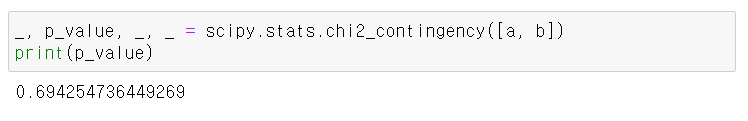 _, p_value, _, _ = scipy.stats.chi2_contingency([a, b])
print(p_value)
0.694254736449269